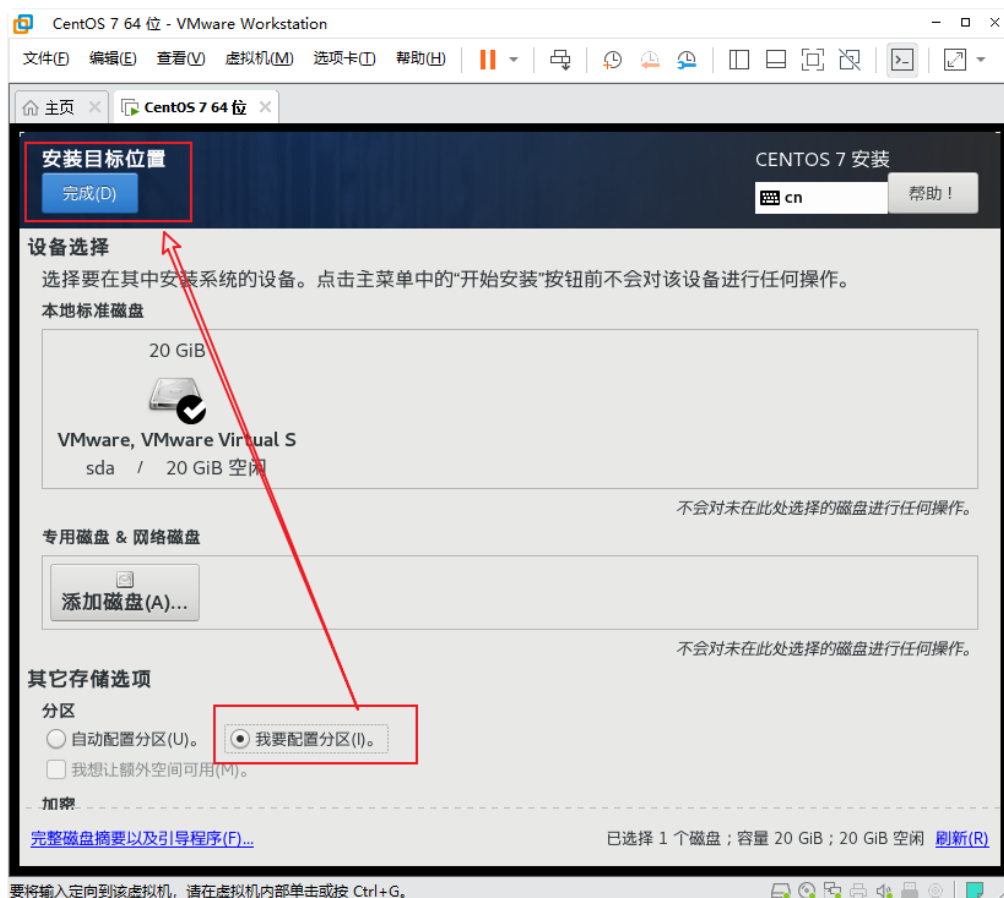 CentOS 7 64 位 - VMware Workstation
文件(F) 编辑(E) 查看(V) 虚拟机(M) 选项卡(T) 帮助(H)
主页 CentOS 7 64 位
安装目标位置
完成(D)
CENTOS 7 安装
cn 帮助!
设备选择
选择要在其中安装系统的设备。点击主菜单中的“开始安装”按钮前不会对该设备进行任何操作。
本地标准磁盘
20 GiB
VMware, VMware Virtual S
sda / 20 GiB 空闲
不会对未在此处选择的磁盘进行任何操作。
专用磁盘 & 网络磁盘
添加磁盘(A)...
不会对未在此处选择的磁盘进行任何操作。
其它存储选项
分区
自动配置分区(U)。 我要配置分区(I)。
我想让额外空间可用(M)。
加密
完整磁盘摘要以及引导程序(F)... 已选择 1 个磁盘;容量 20 GiB;20 GiB 空闲 刷新(R)
要将输入定向到该虚拟机,请在虚拟机内部单击或按 Ctrl+G。